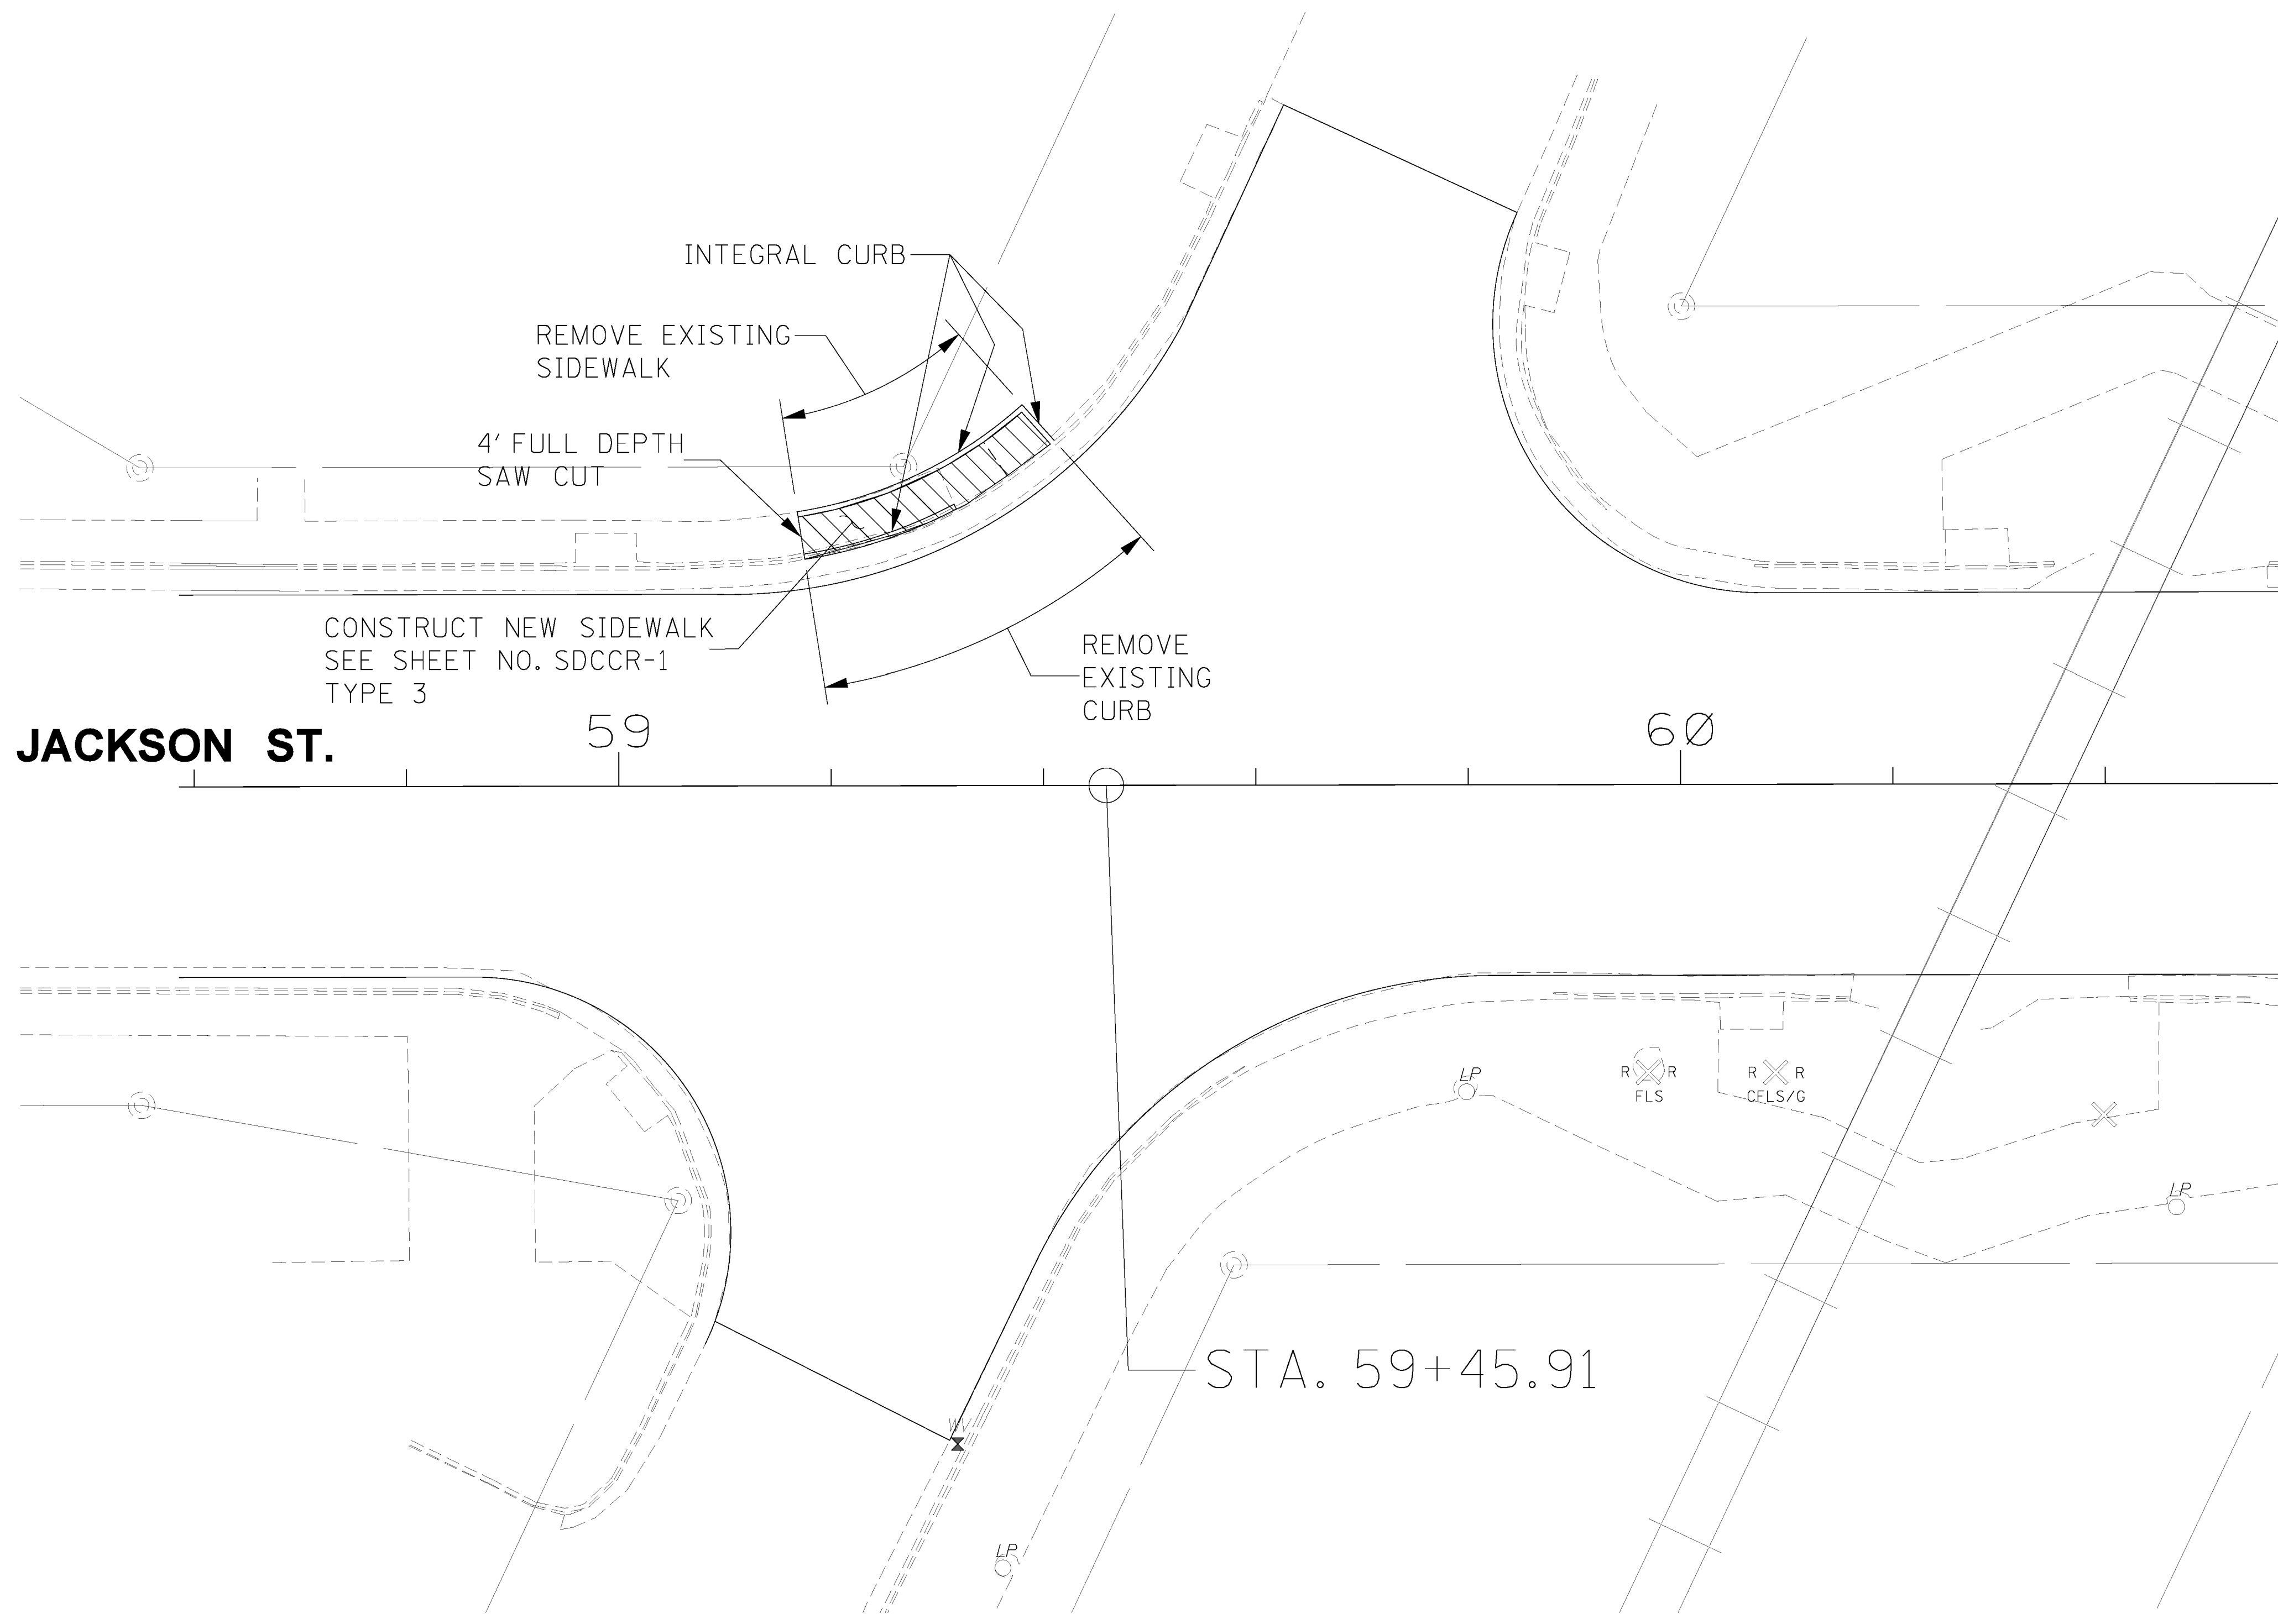 INTEGRAL CURB
REMOVE EXISTING
SIDEWALK
4' FULL DEPTH
SAW CUT
CONSTRUCT NEW SIDEWALK
SEE SHEET NO. SDCCR-1
TYPE 3
REMOVE
EXISTING
CURB
JACKSON ST.
59
60
LP
R R
FLS
R R
CFLS/G
LP
STA. 59+45.91
W
LP